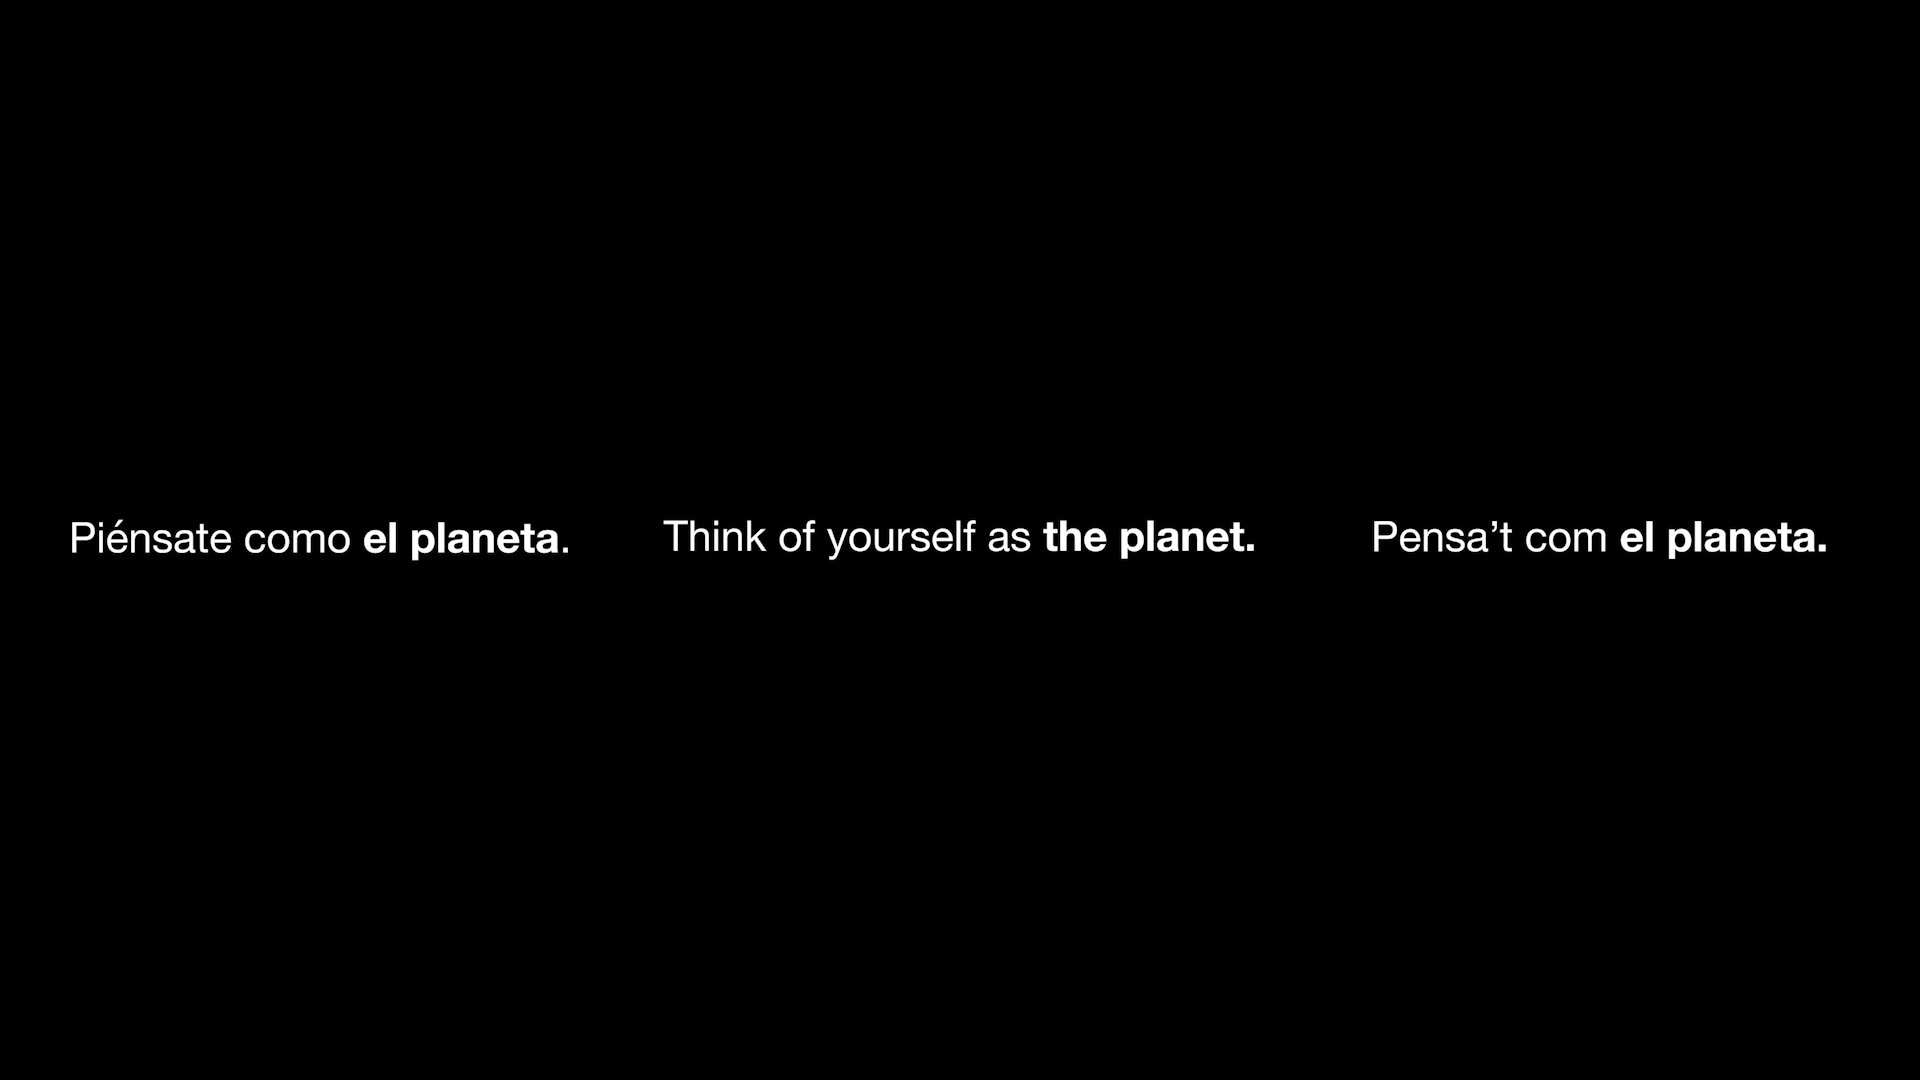 Piénsate como el planeta.
Think of yourself as the planet.
Pensa’t com el planeta.